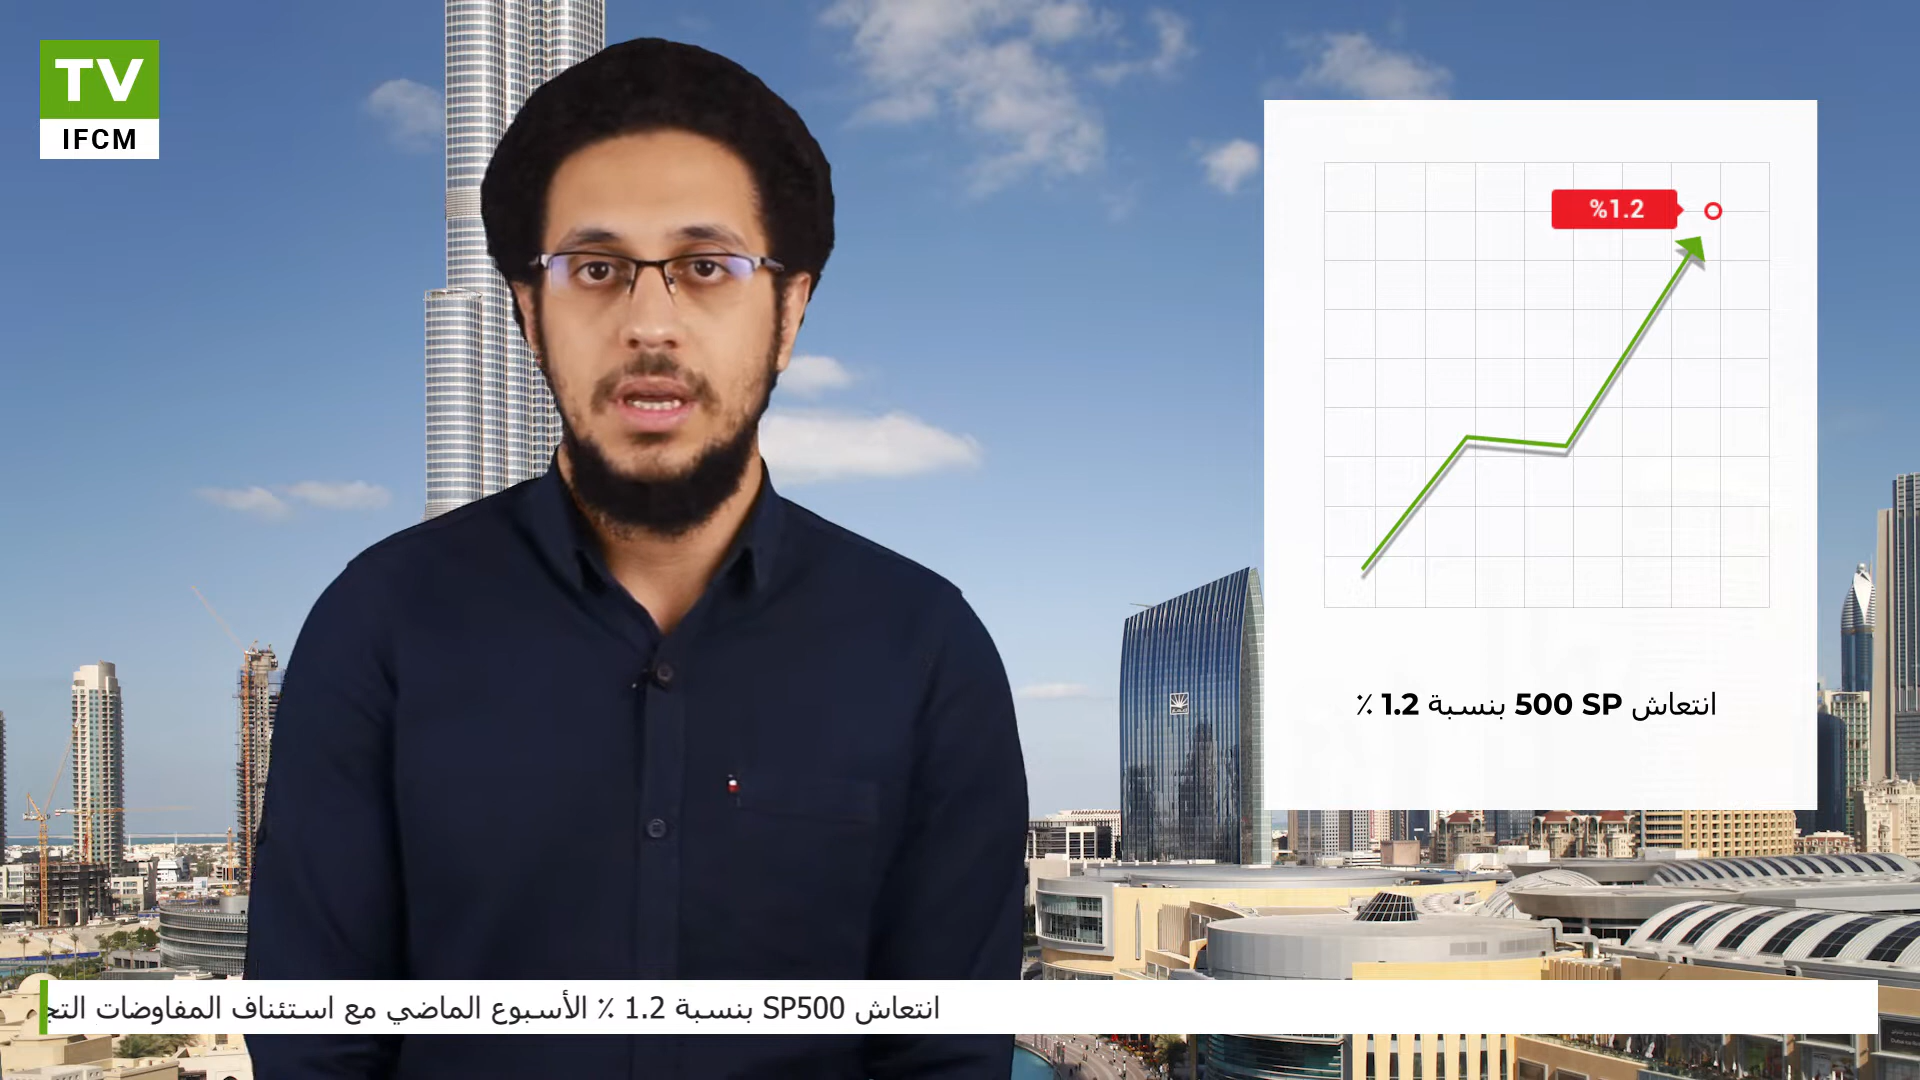 TV
IFCM
%1.2
انتعاش 500 SP بنسبة 1.2 ٪
انتعاش SP500 بنسبة 1.2 ٪ الأسبوع الماضي مع استئناف المفاوضات